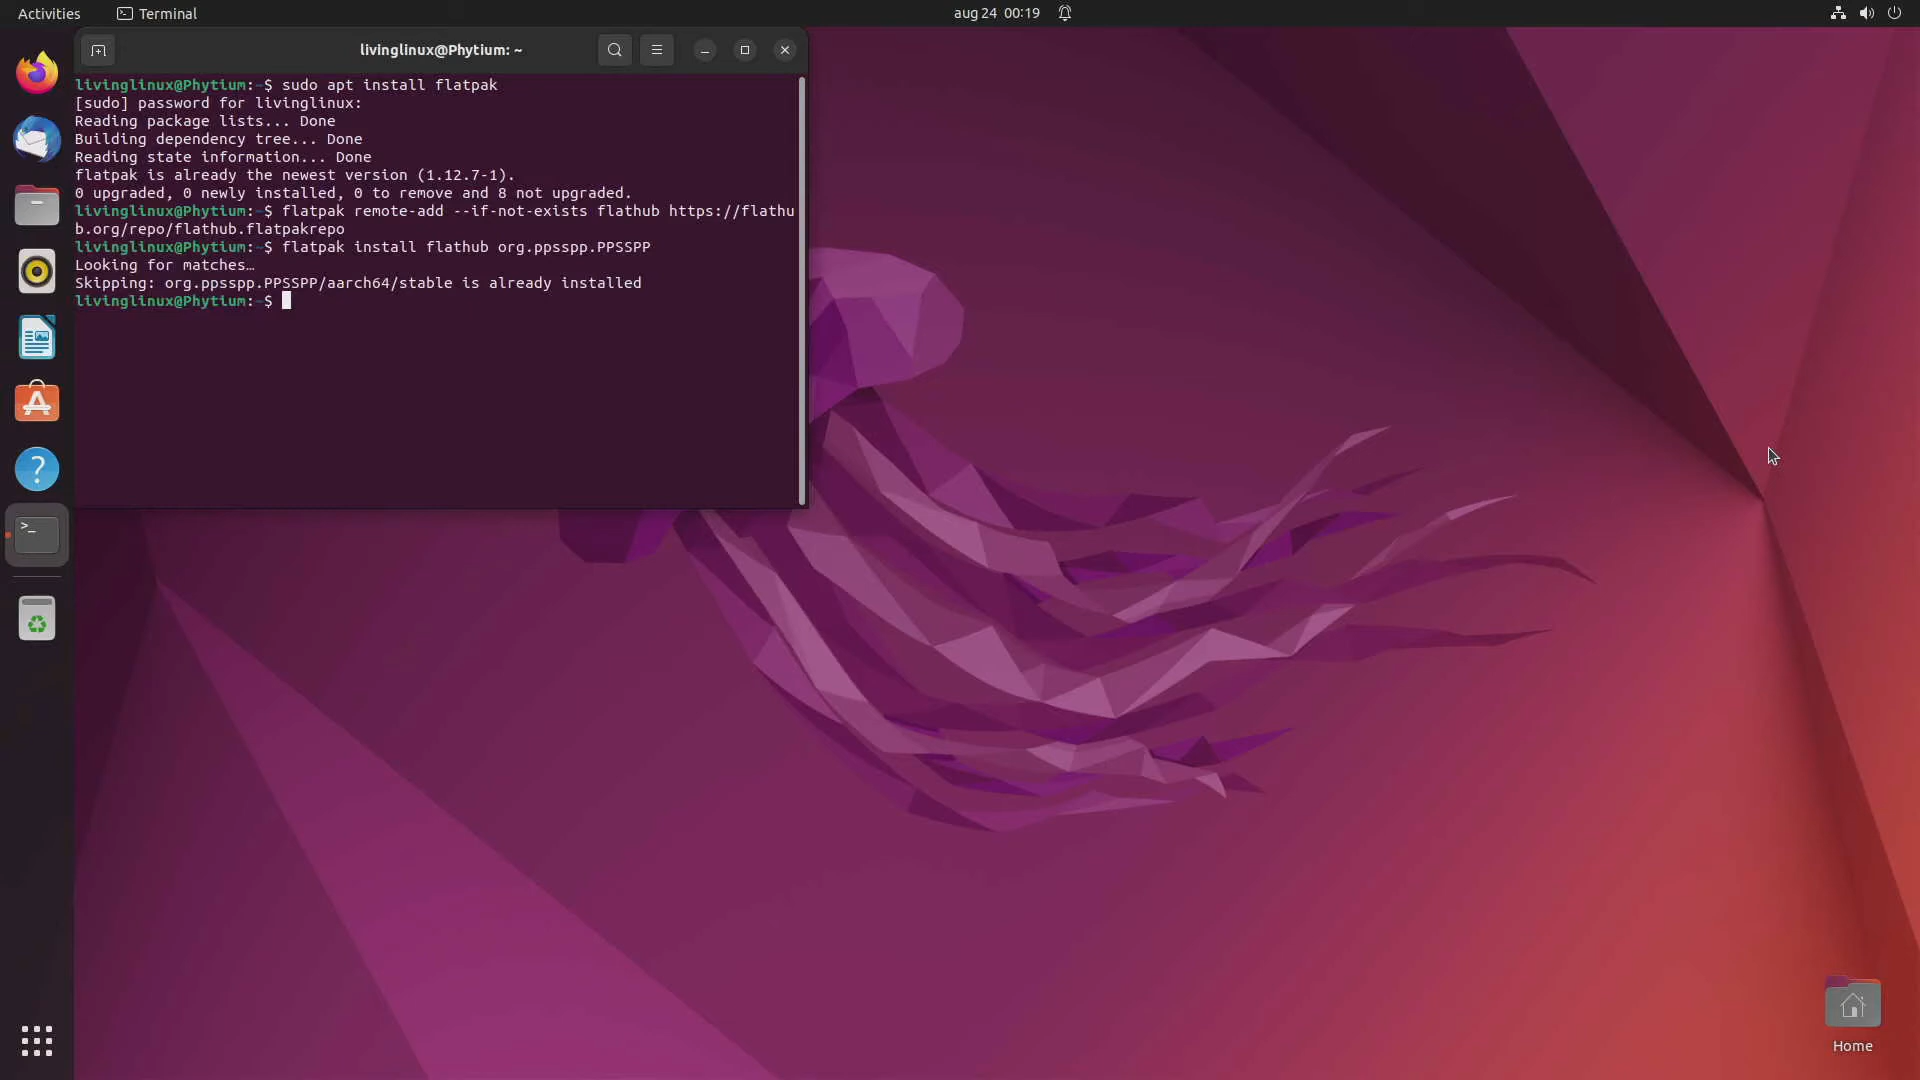 Activities
Terminal
aug 24 00:19
livinglinux@Phytium: ~
livinglinux@Phytium:~$ sudo apt install flatpak
[sudo] password for livinglinux:
Reading package lists... Done
Building dependency tree... Done
Reading state information... Done
flatpak is already the newest version (1.12.7-1).
0 upgraded, 0 newly installed, 0 to remove and 8 not upgraded.
livinglinux@Phytium:~$ flatpak remote-add --if-not-exists flathub https://flathu
b.org/repo/flathub.flatpakrepo
livinglinux@Phytium:~$ flatpak install flathub org.ppsspp.PPSSPP
Looking for matches…
Skipping: org.ppsspp.PPSSPP/aarch64/stable is already installed
livinglinux@Phytium:~$
Home